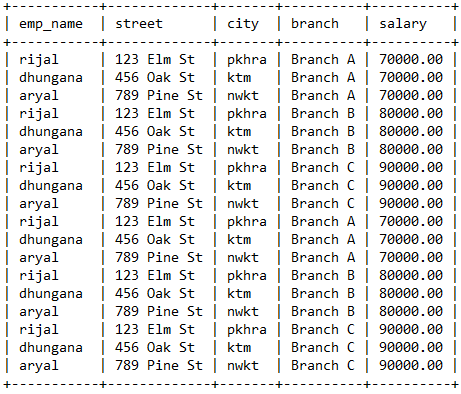 +-----------+-------------+-------+----------+----------+
| emp_name  | street      | city  | branch   | salary   |
+-----------+-------------+-------+----------+----------+
| rijal     | 123 Elm St  | pkhra | Branch A | 70000.00 |
| dhungana  | 456 Oak St  | ktm   | Branch A | 70000.00 |
| aryal     | 789 Pine St | nwkt  | Branch A | 70000.00 |
| rijal     | 123 Elm St  | pkhra | Branch B | 80000.00 |
| dhungana  | 456 Oak St  | ktm   | Branch B | 80000.00 |
| aryal     | 789 Pine St | nwkt  | Branch B | 80000.00 |
| rijal     | 123 Elm St  | pkhra | Branch C | 90000.00 |
| dhungana  | 456 Oak St  | ktm   | Branch C | 90000.00 |
| aryal     | 789 Pine St | nwkt  | Branch C | 90000.00 |
| rijal     | 123 Elm St  | pkhra | Branch A | 70000.00 |
| dhungana  | 456 Oak St  | ktm   | Branch A | 70000.00 |
| aryal     | 789 Pine St | nwkt  | Branch A | 70000.00 |
| rijal     | 123 Elm St  | pkhra | Branch B | 80000.00 |
| dhungana  | 456 Oak St  | ktm   | Branch B | 80000.00 |
| aryal     | 789 Pine St | nwkt  | Branch B | 80000.00 |
| rijal     | 123 Elm St  | pkhra | Branch C | 90000.00 |
| dhungana  | 456 Oak St  | ktm   | Branch C | 90000.00 |
| aryal     | 789 Pine St | nwkt  | Branch C | 90000.00 |
+-----------+-------------+-------+----------+----------+